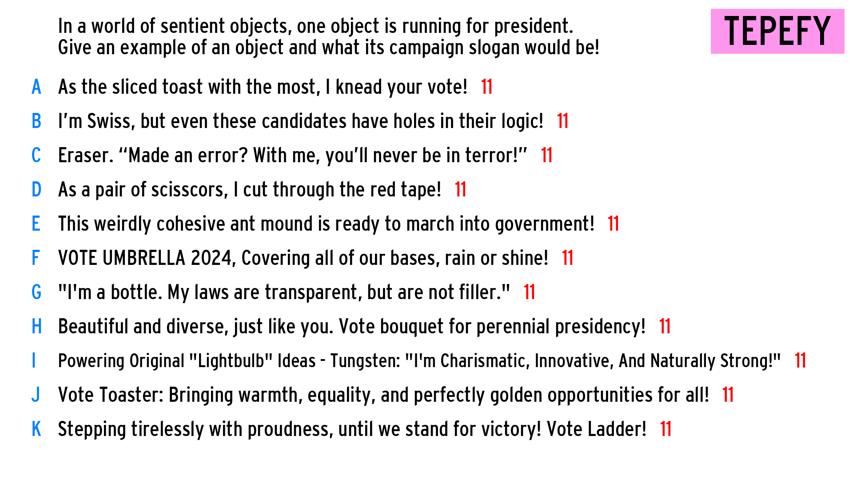 In a world of sentient objects, one object is running for president.
Give an example of an object and what its campaign slogan would be!
TEPEFY
A As the sliced toast with the most, I knead your vote! 11
B I'm Swiss, but even these candidates have holes in their logic! 11
C Eraser. “Made an error? With me, you'll never be in terror!” 11
D As a pair of scisscors, I cut through the red tape! 11
E This weirdly cohesive ant mound is ready to march into government! 11
F VOTE UMBRELLA 2024, Covering all of our bases, rain or shine! 11
G "I'm a bottle. My laws are transparent, but are not filler." 11
H Beautiful and diverse, just like you. Vote bouquet for perennial presidency! 11
I Powering Original "Lightbulb" Ideas - Tungsten: "I'm Charismatic, Innovative, And Naturally Strong!" 11
J Vote Toaster: Bringing warmth, equality, and perfectly golden opportunities for all! 11
K Stepping tirelessly with proudness, until we stand for victory! Vote Ladder! 11